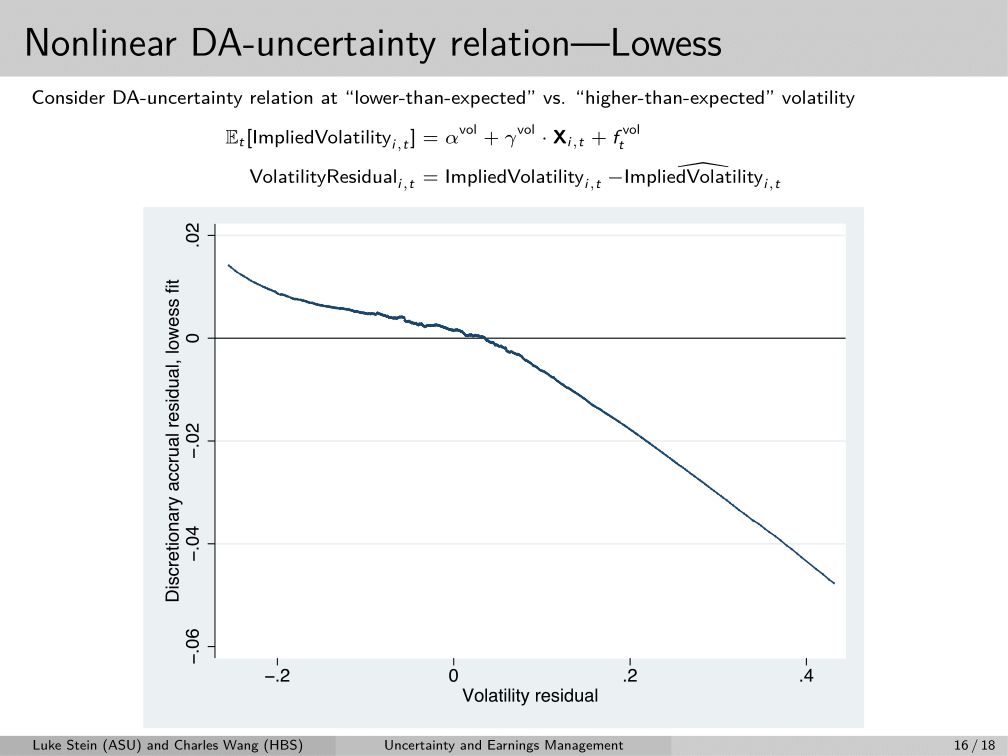 Nonlinear DA-uncertainty relation—Lowess
Consider DA-uncertainty relation at “lower-than-expected” vs. “higher-than-expected” volatility
𝔼t[ImpliedVolatilityi,t] = αvol + γvol · Xi,t + ftvol
VolatilityResiduali,t = ImpliedVolatilityi,t −ImpliedVolatilityi,t
Discretionary accrual residual, lowess fit
.02
0
−.02
−.04
−.06
−.2 0 .2 .4
Volatility residual
Luke Stein (ASU) and Charles Wang (HBS) Uncertainty and Earnings Management 16 / 18